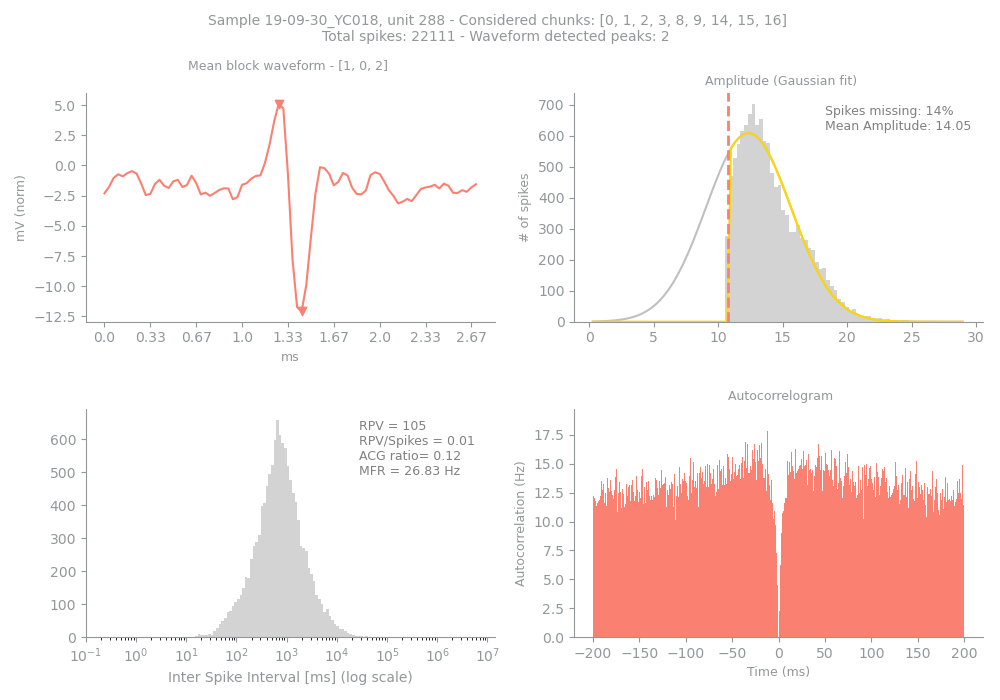 Sample 19-09-30_YC018, unit 288 - Considered chunks: [0, 1, 2, 3, 8, 9, 14, 15, 16]
Total spikes: 22111 - Waveform detected peaks: 2
Mean block waveform - [1, 0, 2]
5.0
2.5
0.0
−2.5
−5.0
−7.5
−10.0
−12.5
mV (norm)
0.0 0.33 0.67 1.0 1.33 1.67 2.0 2.33 2.67
ms
Amplitude (Gaussian fit)
Spikes missing: 14%
Mean Amplitude: 14.05
700
600
500
400
300
200
100
0
# of spikes
0 5 10 15 20 25 30
RPV = 105
RPV/Spikes = 0.01
ACG ratio= 0.12
MFR = 26.83 Hz
600
500
400
300
200
100
0
10⁻¹ 10⁰ 10¹ 10² 10³ 10⁴ 10⁵ 10⁶ 10⁷
Inter Spike Interval [ms] (log scale)
Autocorrelogram
17.5
15.0
12.5
10.0
7.5
5.0
2.5
0.0
Autocorrelation (Hz)
−200 −150 −100 −50 0 50 100 150 200
Time (ms)